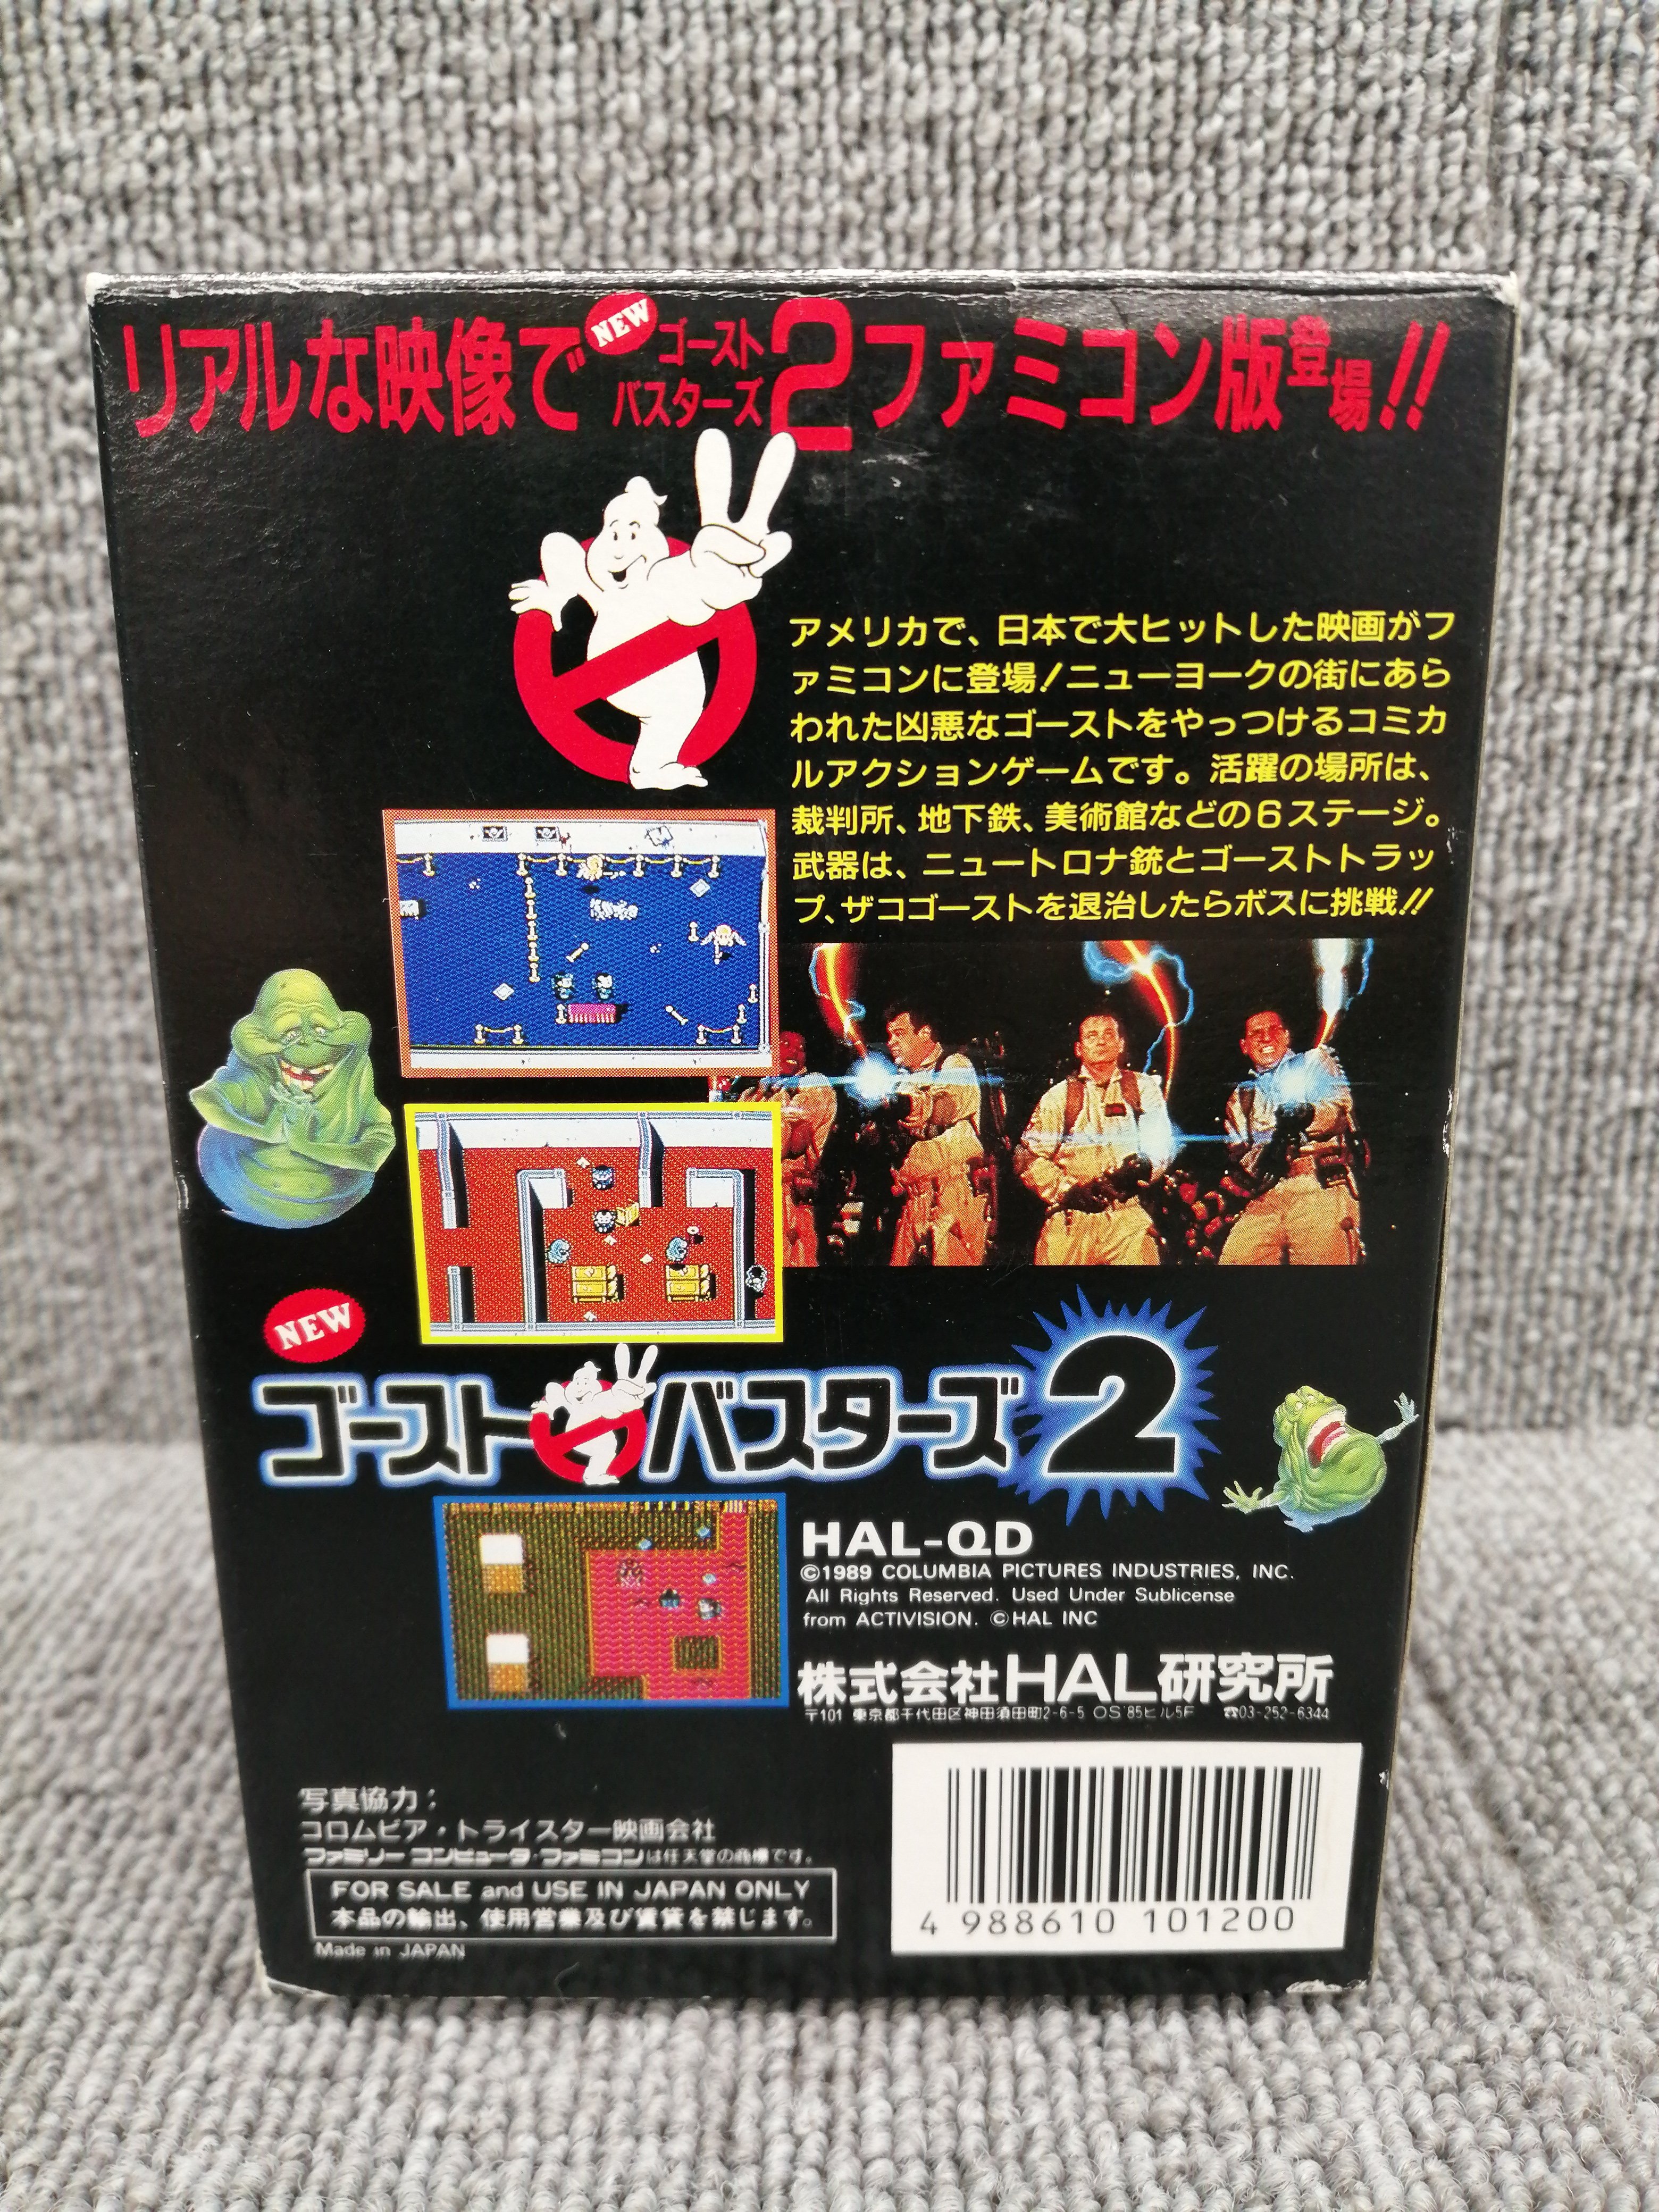 リアルな映像で NEW ゴーストバスターズ2 ファミコン版登場!!
アメリカで、日本で大ヒットした映画がフ
ァミコンに登場!ニューヨークの街にあら
われた凶悪なゴーストをやっつけるコミカ
ルアクションゲームです。活躍の場所は、
裁判所、地下鉄、美術館などの6ステージ。
武器は、ニュートロナ銃とゴーストトラッ
プ、ザコゴーストを退治したらボスに挑戦!!
NEW
ゴーストバスターズ2
HAL-QD
©1989 COLUMBIA PICTURES INDUSTRIES, INC.
All Rights Reserved. Used Under Sublicense
from ACTIVISION. ©HAL INC
株式会社HAL研究所
〒101 東京都千代田区神田須田町2-6-5 OS'85ビル5F ☎03-252-6344
写真協力:
コロムビア・トライスター映画会社
ファミリーコンピュータ・ファミコンは任天堂の商標です。
FOR SALE and USE IN JAPAN ONLY
本品の輸出、使用営業及び賃貸を禁じます。
Made in JAPAN
4 988610 101200